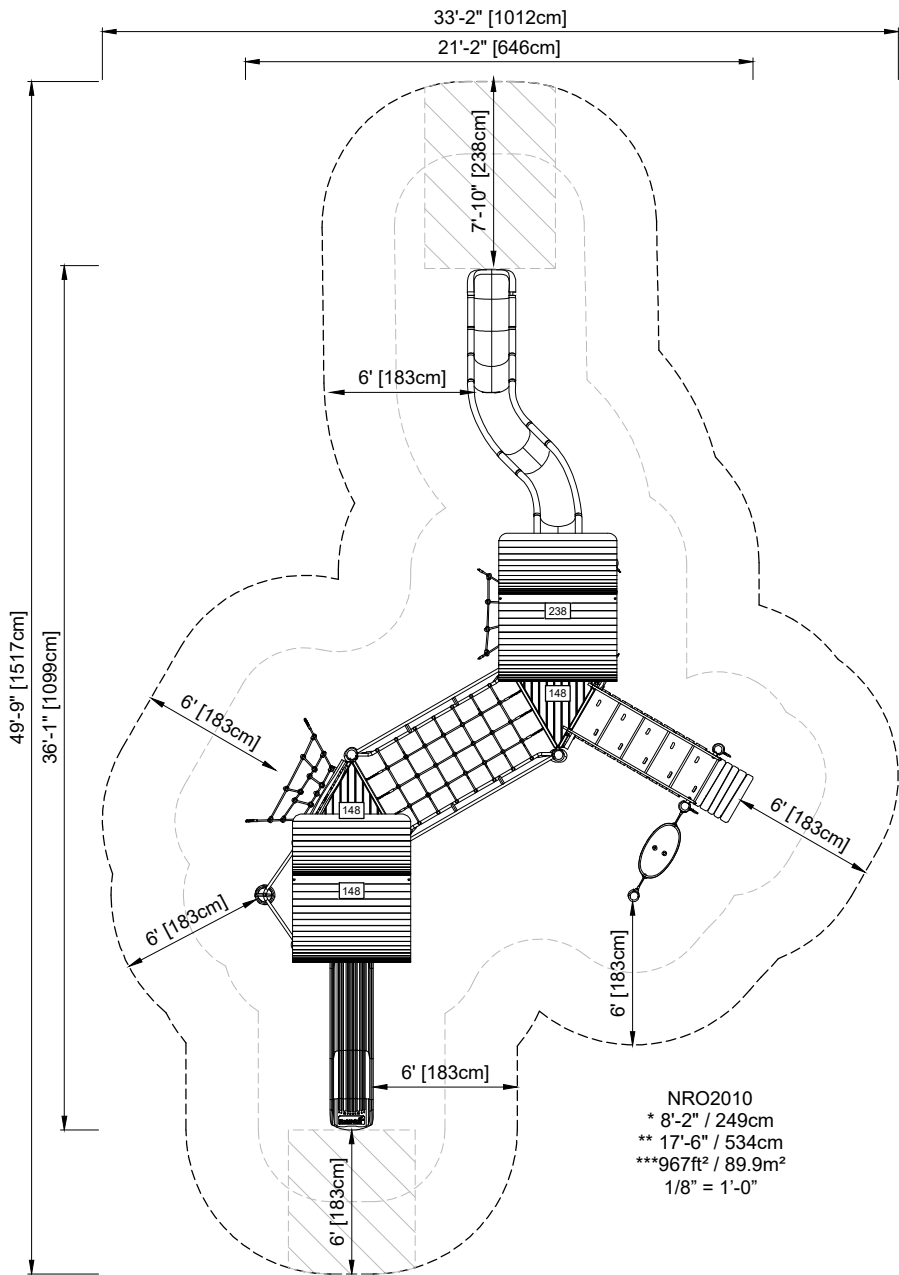 33'-2" [1012cm]
21'-2" [646cm]
7'-10" [238cm]
6' [183cm]
49'-9" [1517cm]
36'-1" [1099cm]
238
148
6' [183cm]
148
6' [183cm]
148
6' [183cm]
6' [183cm]
6' [183cm]
6' [183cm]
NRO2010
* 8'-2" / 249cm
** 17'-6" / 534cm
***967ft² / 89.9m²
1/8” = 1’-0”